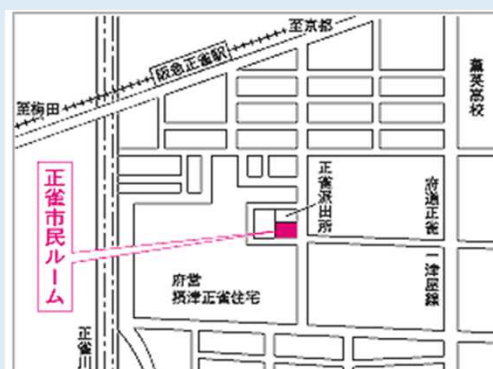 至京都
阪急正雀駅
至梅田
薫英高校
正雀派出所
府道正雀一津屋線
正雀市民ルーム
府営
摂津正雀住宅
正雀川